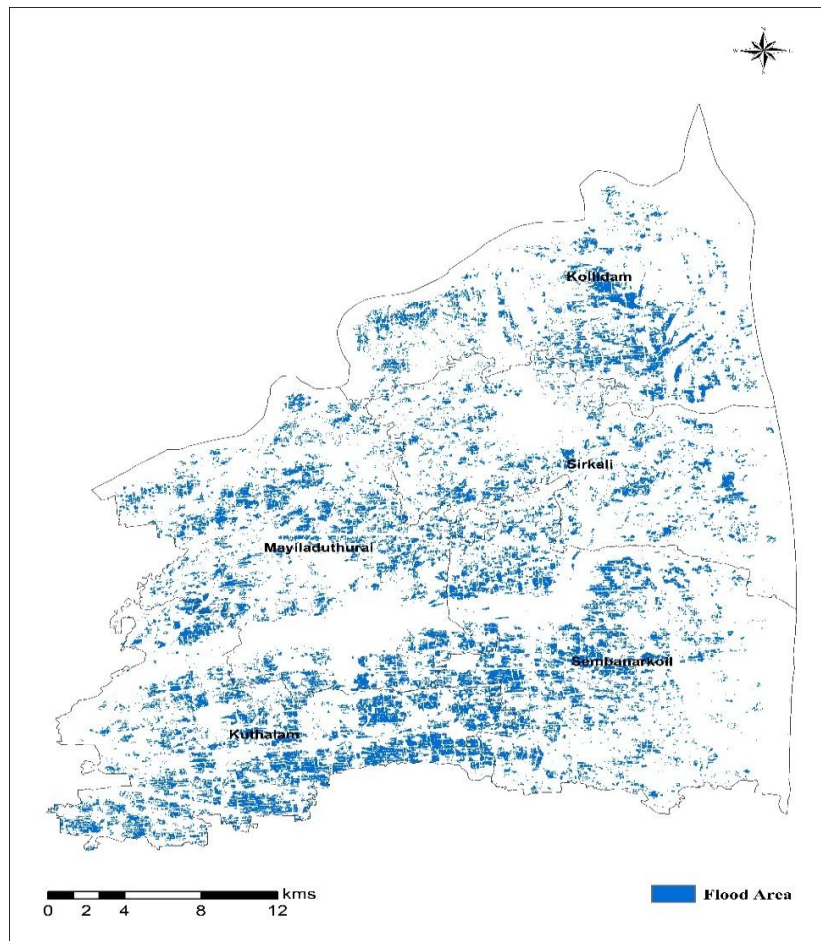 N
W
S
Kollidam
Sirkali
Mayiladuthurai
Sembanarkoil
Kuthalam
kms
0 2 4 8 12
Flood Area